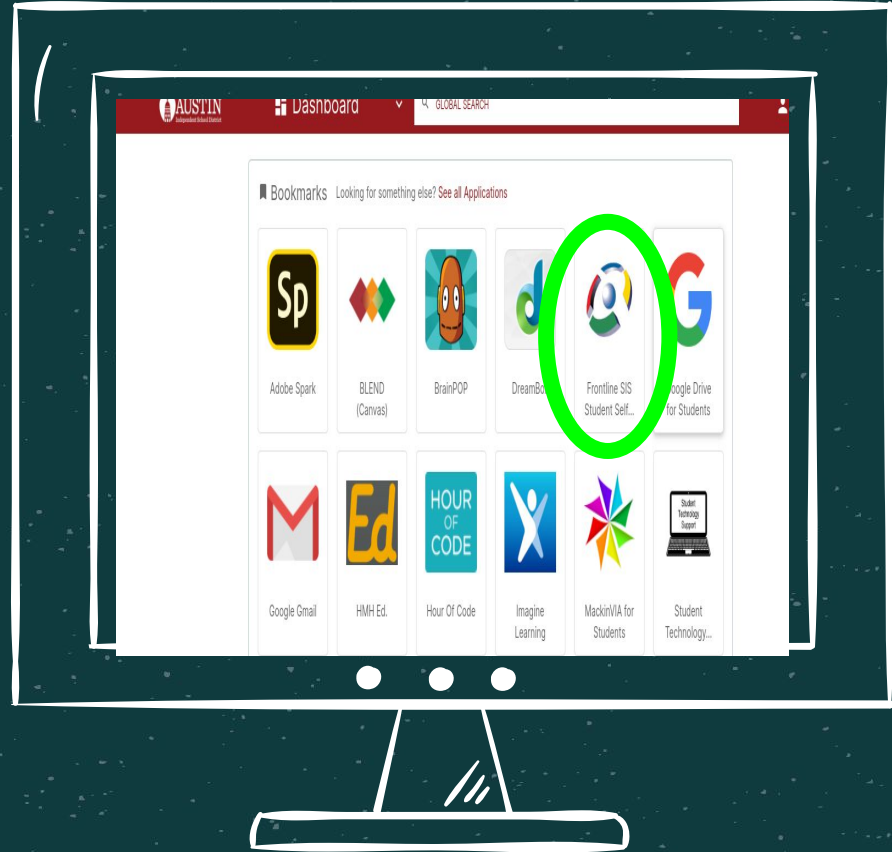 AUSTIN
Independent School District
Dashboard
GLOBAL SEARCH
Bookmarks Looking for something else? See all Applications
Sp
Adobe Spark
BLEND
(Canvas)
BrainPOP
d
DreamBo
Frontline SIS
Student Self...
G
oogle Drive
for Students
M
Google Gmail
Ed
HMH Ed.
HOUR
OF
CODE
Hour Of Code
Imagine
Learning
MackinVIA for
Students
Student
Technology
Support
Student
Technology...